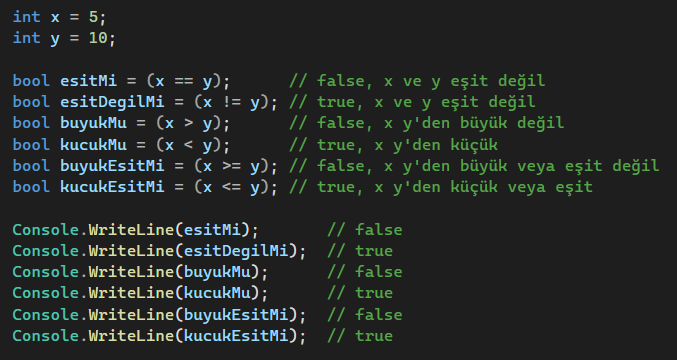 int x = 5;
int y = 10;

bool esitMi = (x == y);      // false, x ve y eşit değil
bool esitDegilMi = (x != y); // true, x ve y eşit değil
bool buyukMu = (x > y);      // false, x y'den büyük değil
bool kucukMu = (x < y);      // true, x y'den küçük
bool buyukEsitMi = (x >= y); // false, x y'den büyük veya eşit değil
bool kucukEsitMi = (x <= y); // true, x y'den küçük veya eşit

Console.WriteLine(esitMi);       // false
Console.WriteLine(esitDegilMi);  // true
Console.WriteLine(buyukMu);      // false
Console.WriteLine(kucukMu);      // true
Console.WriteLine(buyukEsitMi);  // false
Console.WriteLine(kucukEsitMi);  // true